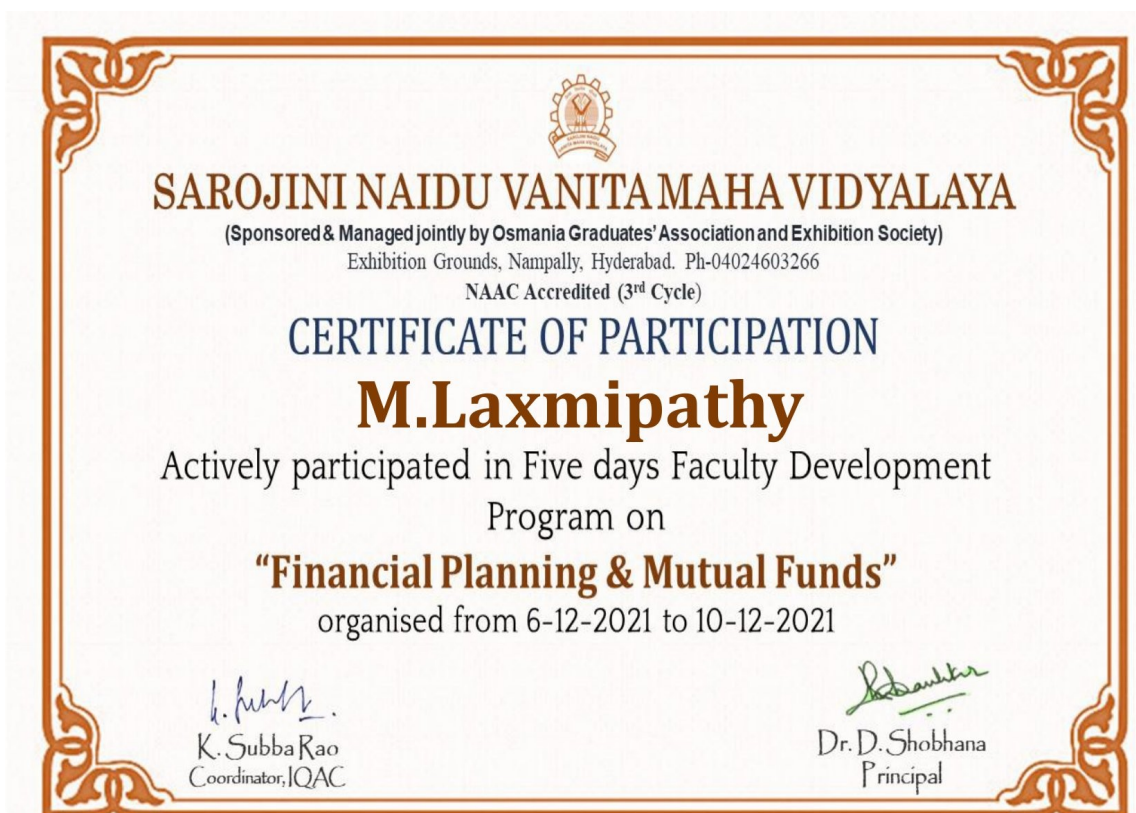 SAROJINI NAIDU VANITA MAHA VIDYALAYA
(Sponsored & Managed jointly by Osmania Graduates' Association and Exhibition Society)
Exhibition Grounds, Nampally, Hyderabad. Ph-04024603266
NAAC Accredited (3rd Cycle)
CERTIFICATE OF PARTICIPATION
M.Laxmipathy
Actively participated in Five days Faculty Development
Program on
“Financial Planning & Mutual Funds”
organised from 6-12-2021 to 10-12-2021
K. Subba Rao
Coordinator, IQAC
Dr. D. Shobhana
Principal